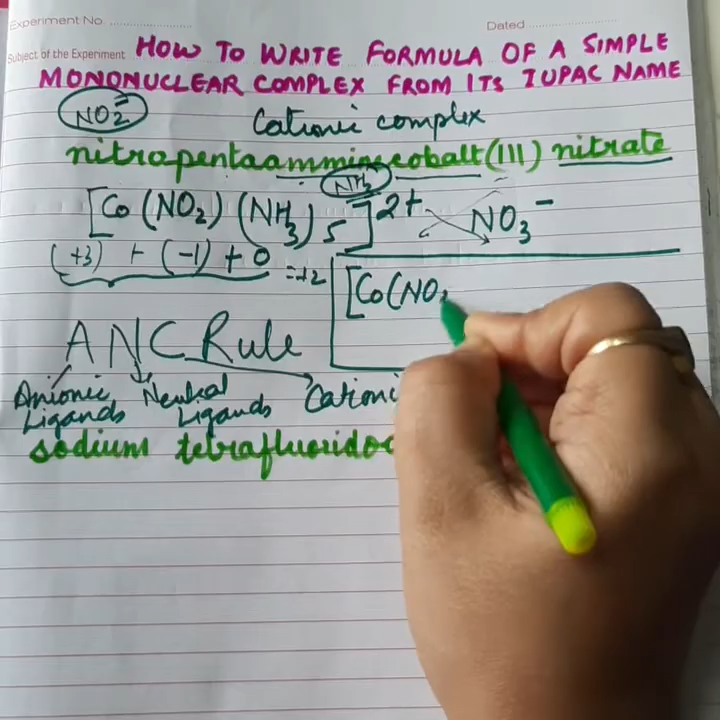 Experiment No.
Dated
Subject of the Experiment HOW TO WRITE FORMULA OF A SIMPLE
MONONUCLEAR COMPLEX FROM ITS IUPAC NAME
NO2⁻ Cationic complex
nitropentaamminecobalt(III) nitrate
NH3
[Co(NO2)(NH3)5]2+ NO3⁻
(+3) + (-1) + 0 = +2
[Co(NO2
ANC Rule
Anionic Ligands Neutral Ligands Cationi
sodium tetrafluorido